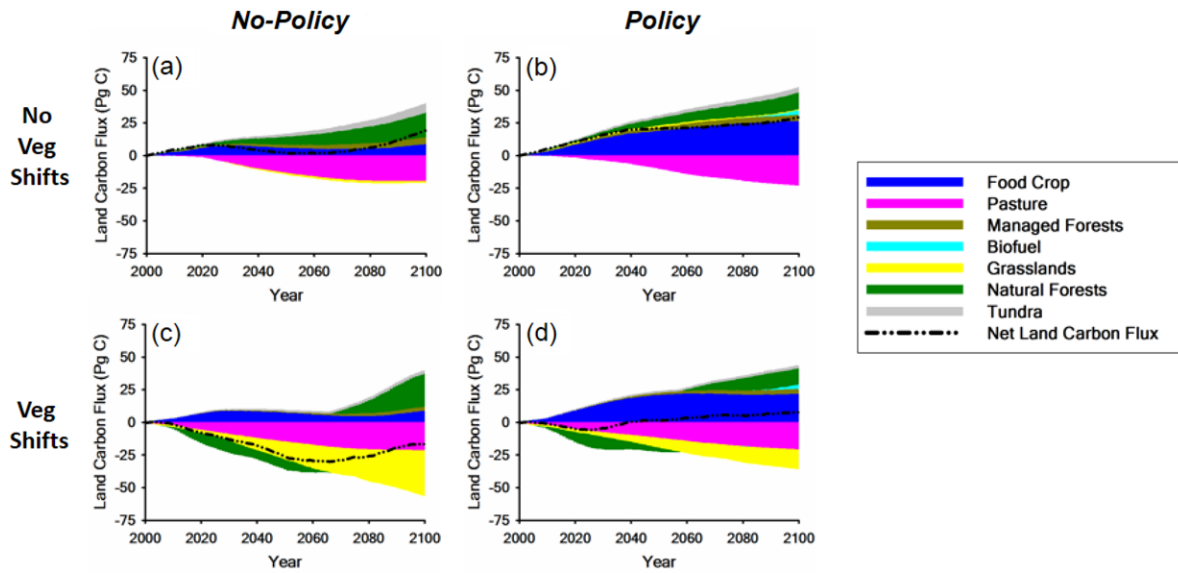 No-Policy
Policy
No
Veg
Shifts
(a)
Land Carbon Flux (Pg C)
75
50
25
0
-25
-50
-75
2000 2020 2040 2060 2080 2100
Year
(b)
Land Carbon Flux (Pg C)
75
50
25
0
-25
-50
-75
2000 2020 2040 2060 2080 2100
Year
Veg
Shifts
(c)
Land Carbon Flux (Pg C)
75
50
25
0
-25
-50
-75
2000 2020 2040 2060 2080 2100
Year
(d)
Land Carbon Flux (Pg C)
75
50
25
0
-25
-50
-75
2000 2020 2040 2060 2080 2100
Year
Food Crop
Pasture
Managed Forests
Biofuel
Grasslands
Natural Forests
Tundra
Net Land Carbon Flux